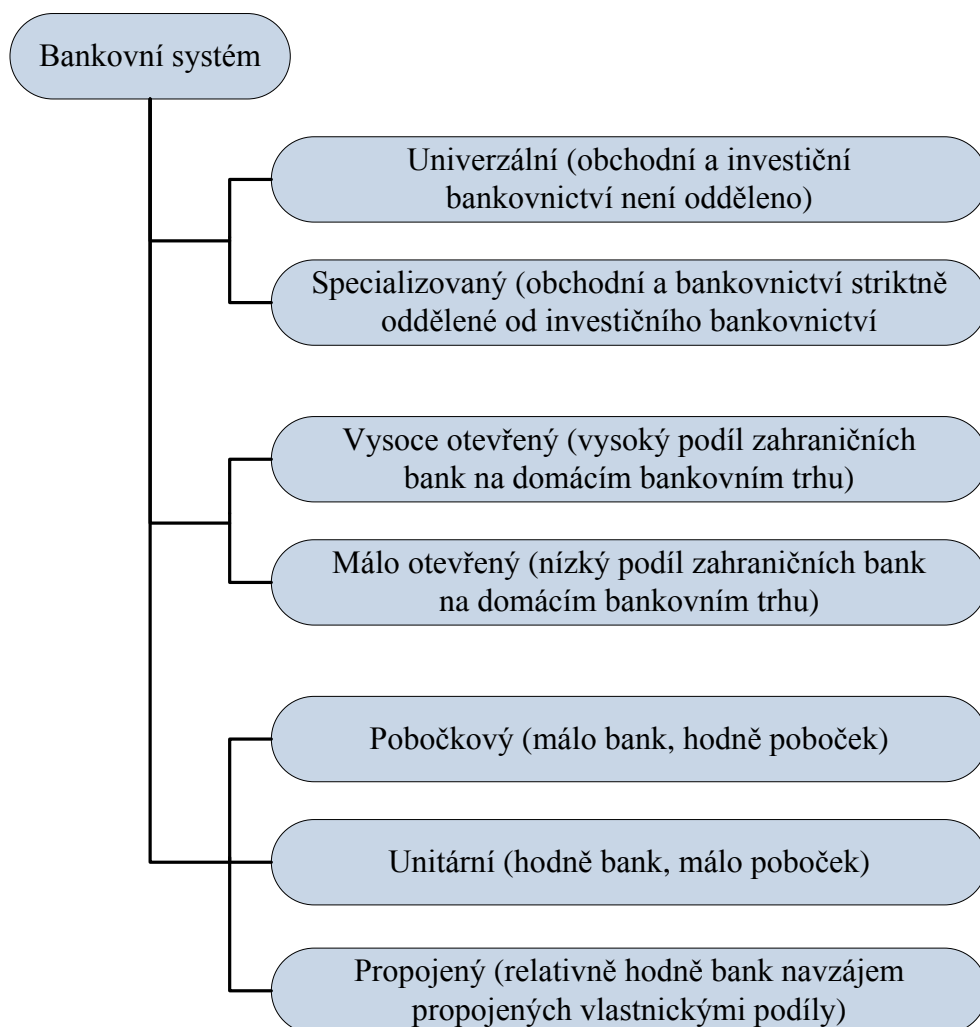 Bankovní systém
Univerzální (obchodní a investiční
bankovnictví není odděleno)
Specializovaný (obchodní a bankovnictví striktně
oddělené od investičního bankovnictví
Vysoce otevřený (vysoký podíl zahraničních
bank na domácím bankovním trhu)
Málo otevřený (nízký podíl zahraničních bank
na domácím bankovním trhu)
Pobočkový (málo bank, hodně poboček)
Unitární (hodně bank, málo poboček)
Propojený (relativně hodně bank navzájem
propojených vlastnickými podíly)